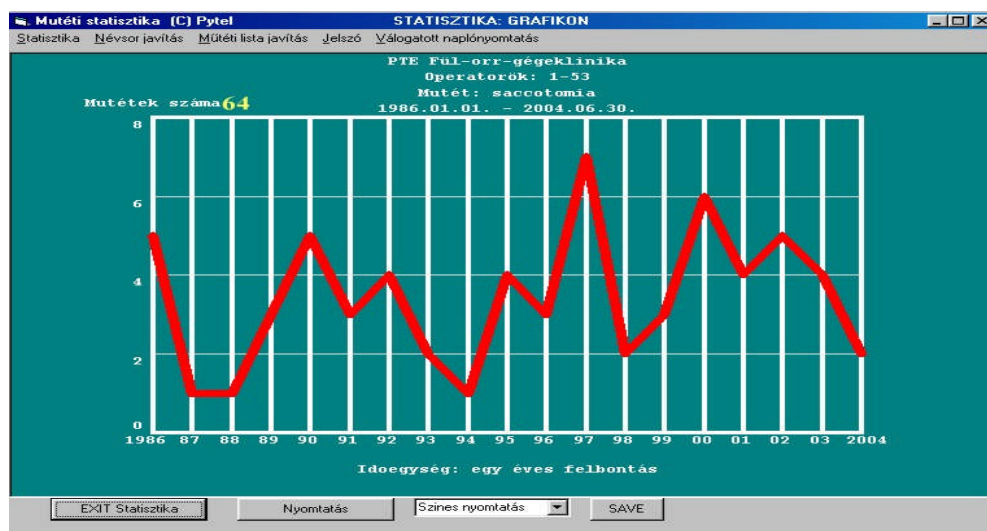 Mutéti statisztika (C) Pytel STATISZTIKA: GRAFIKON
Statisztika Névsor javítás Műtéti lista javítás Jelszó Válogatott naplónyomtatás
PTE Ful-orr-gégeklinika
Operatorök: 1-53
Mutét: saccotomia
Mutétek száma 64
1986.01.01. - 2004.06.30.
8
6
4
2
0
1986 87 88 89 90 91 92 93 94 95 96 97 98 99 00 01 02 03 2004
Idoegység: egy éves felbontás
EXIT Statisztika Nyomtatás Szines nyomtatás SAVE